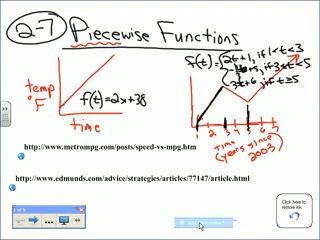 2-7 Piecewise Functions
f(t)= 2t+1, if 1<t<3
if 3≤t<5
3t+6, if t≥5
temp °F
f(t)=2x+38
time
1 2 3 4 5 6 7
Time (years since 2003)
http://www.metrompg.com/posts/speed-vs-mpg.htm
http://www.edmunds.com/advice/strategies/articles/77147/article.html
Click here to restore ink.